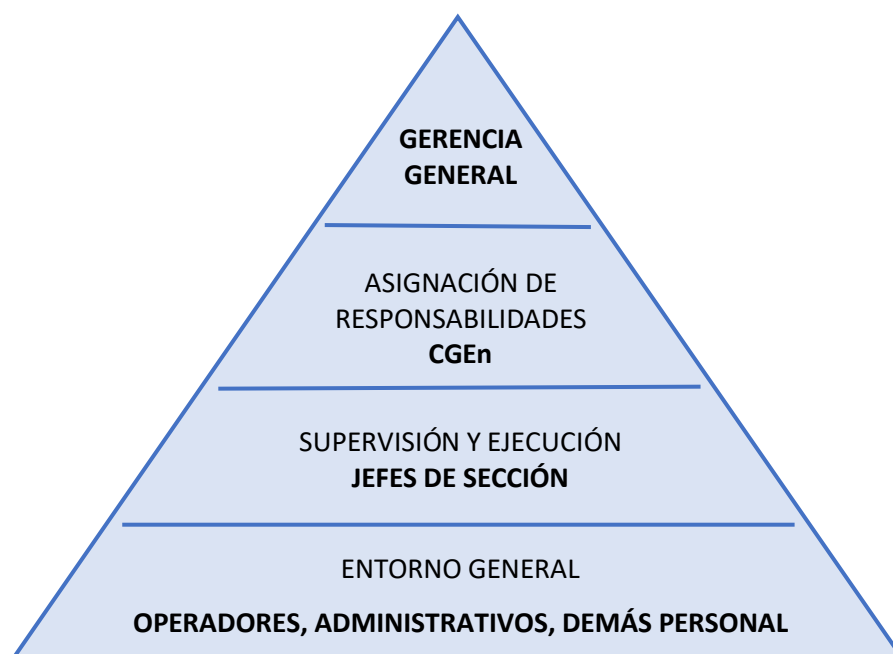 GERENCIA
GENERAL
ASIGNACIÓN DE
RESPONSABILIDADES
CGEn
SUPERVISIÓN Y EJECUCIÓN
JEFES DE SECCIÓN
ENTORNO GENERAL
OPERADORES, ADMINISTRATIVOS, DEMÁS PERSONAL